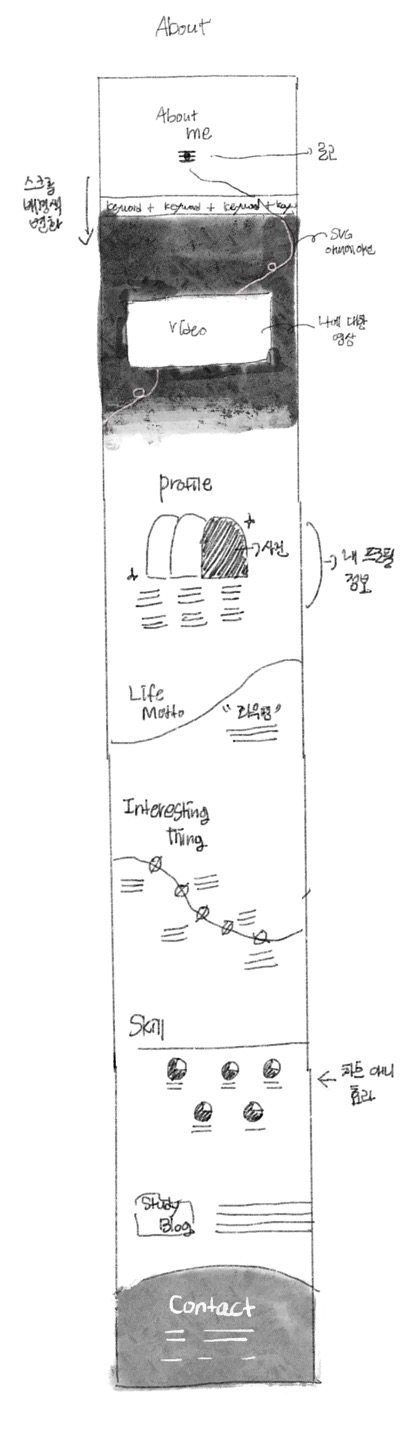 About
About
me
로고
스크롤
배경색
변화
keyword + keyword + keyword + key
SVG
애니메이션
video
나에 대한
영상
profile
사진
내 프로필
정보
Life
Motto
"좌우명"
Interesting
thing
Skill
차트 애니
효과
Study
Blog
Contact